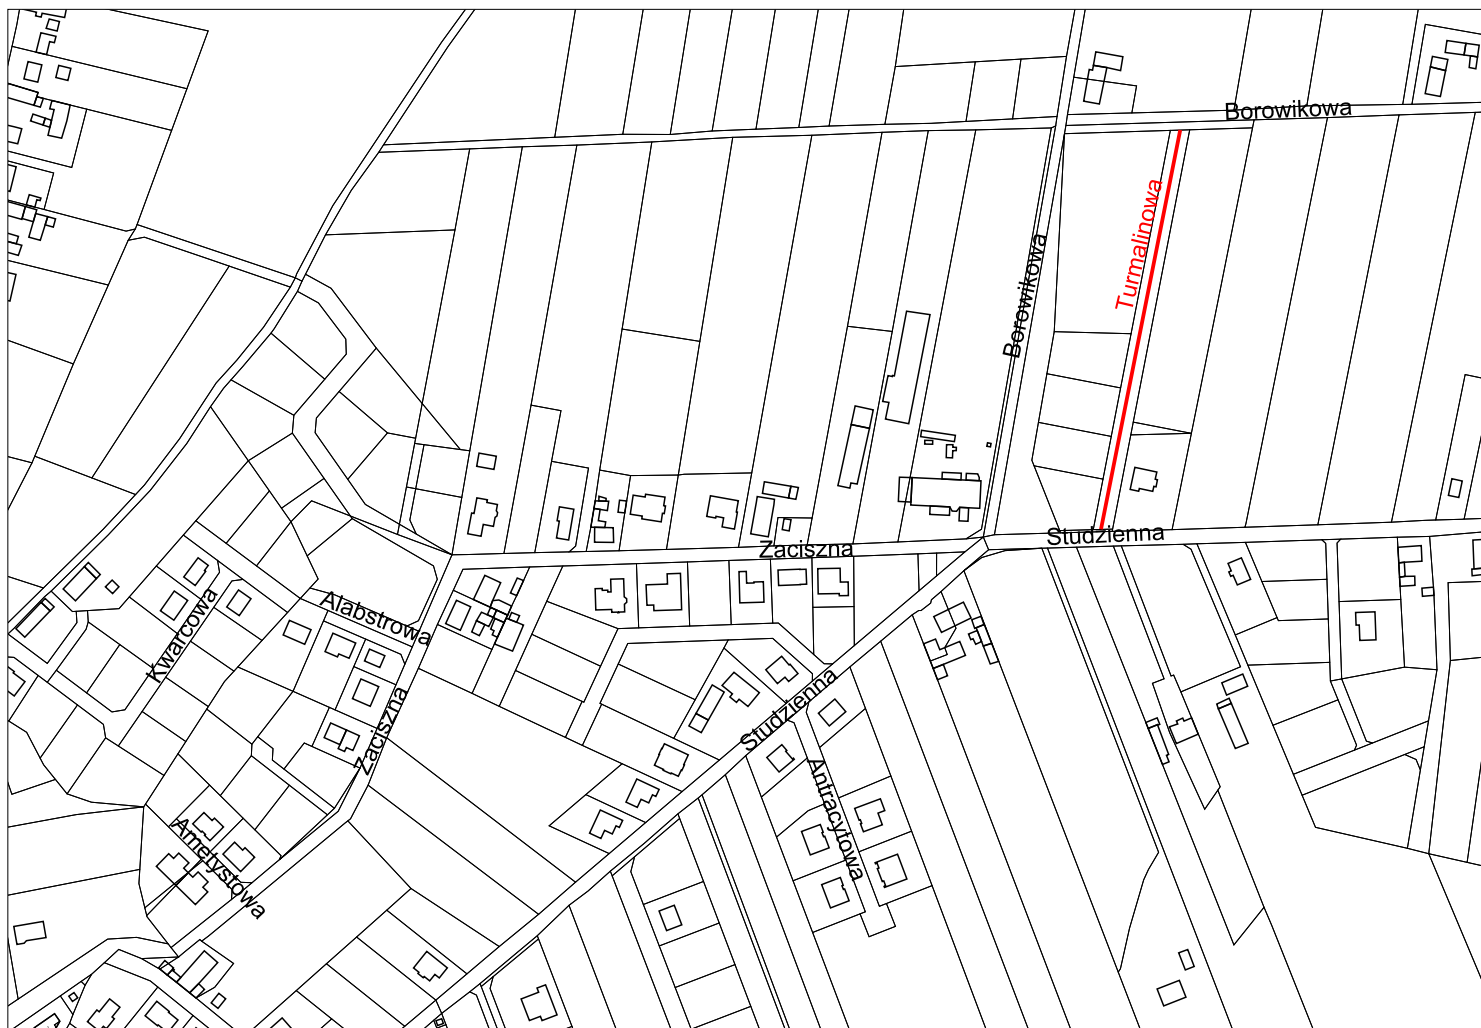 Borowikowa
Turmalinowa
Borowikowa
Studzienna
Zaciszna
Alabstrowa
Kwarcowa
Studzienna
Zaciszna
Antracytowa
Ametystowa